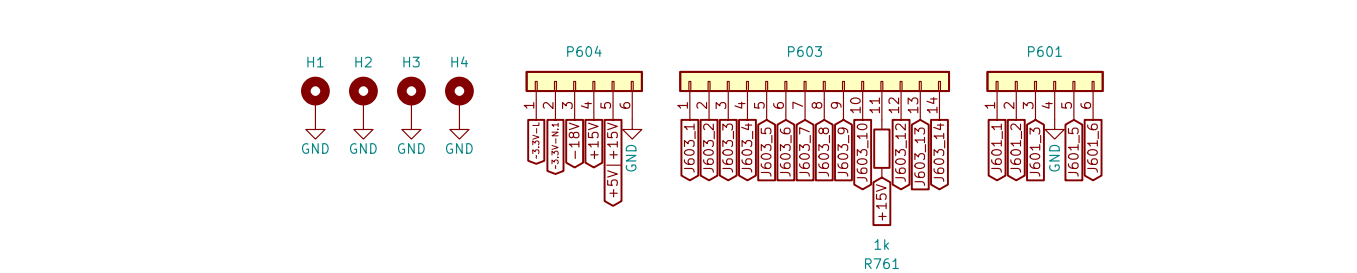 P604
P603
P601
H1 H2 H3 H4
1 2 3 4 5 6
1 2 3 4 5 6 7 8 9 10 11 12 13 14
1 2 3 4 5 6
GND GND GND GND
-3.3V-L
-3.3V-N.1
-18V
+15V
+5V| +15V
GND
J603_1
J603_2
J603_3
J603_4
J603_5
J603_6
J603_7
J603_8
J603_9
J603_10
+15V
J603_12
J603_13
J603_14
J601_1
J601_2
J601_3
GND
J601_5
J601_6
1k
R761